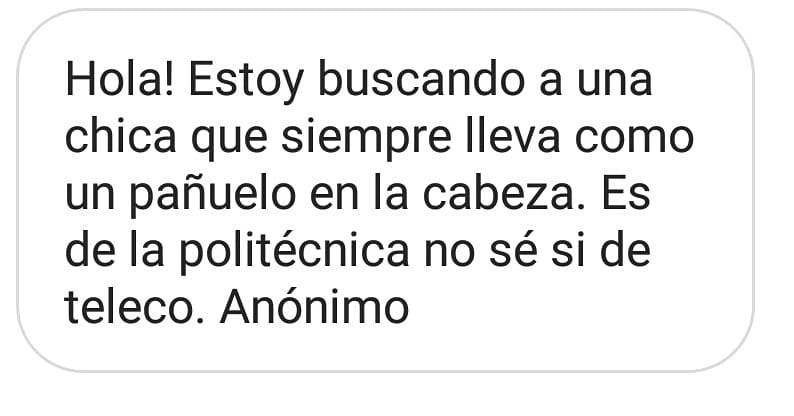 Hola! Estoy buscando a una
chica que siempre lleva como
un pañuelo en la cabeza. Es
de la politécnica no sé si de
teleco. Anónimo